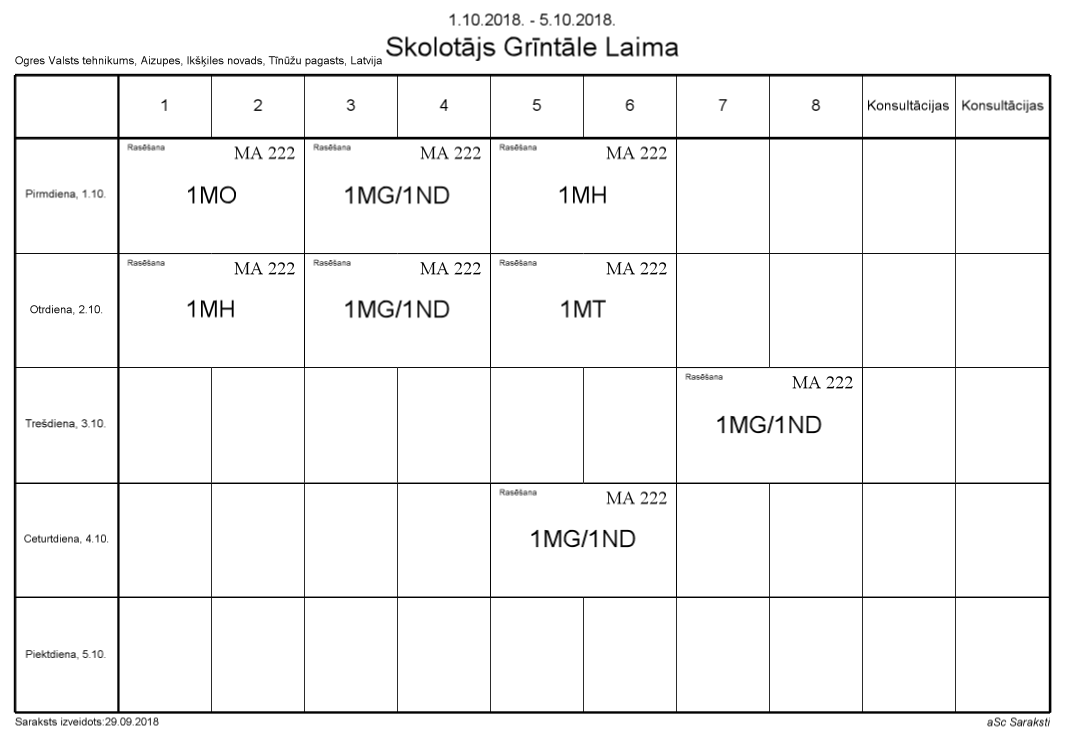 1.10.2018. - 5.10.2018.
Skolotājs Grīntāle Laima
Ogres Valsts tehnikums, Aizupes, Ikšķiles novads, Tīnūžu pagasts, Latvija
1 2 3 4 5 6 7 8 Konsultācijas Konsultācijas
Rasēšana MA 222 Rasēšana MA 222 Rasēšana MA 222
Pirmdiena, 1.10. 1MO 1MG/1ND 1MH
Rasēšana MA 222 Rasēšana MA 222 Rasēšana MA 222
Otrdiena, 2.10. 1MH 1MG/1ND 1MT
Rasēšana MA 222
Trešdiena, 3.10. 1MG/1ND
Rasēšana MA 222
Ceturtdiena, 4.10. 1MG/1ND
Piektdiena, 5.10.
Saraksts izveidots:29.09.2018 aSc Saraksti